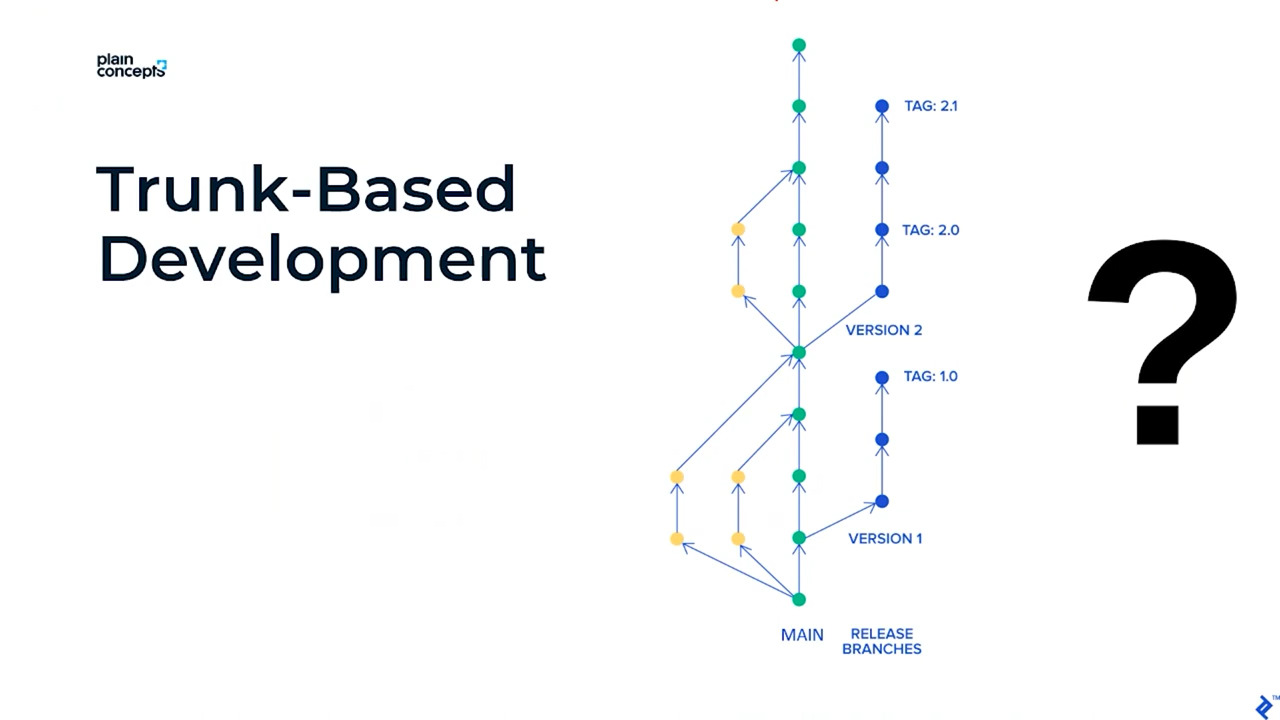 plain
concepts
Trunk-Based
Development
TAG: 2.1
TAG: 2.0
VERSION 2
TAG: 1.0
VERSION 1
MAIN
RELEASE
BRANCHES
?
TM